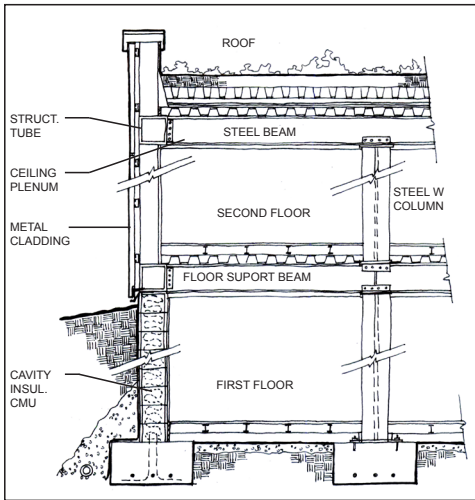 ROOF
STRUCT.
TUBE
STEEL BEAM
CEILING
PLENUM
STEEL W
COLUMN
SECOND FLOOR
METAL
CLADDING
FLOOR SUPORT BEAM
CAVITY
INSUL.
CMU
FIRST FLOOR